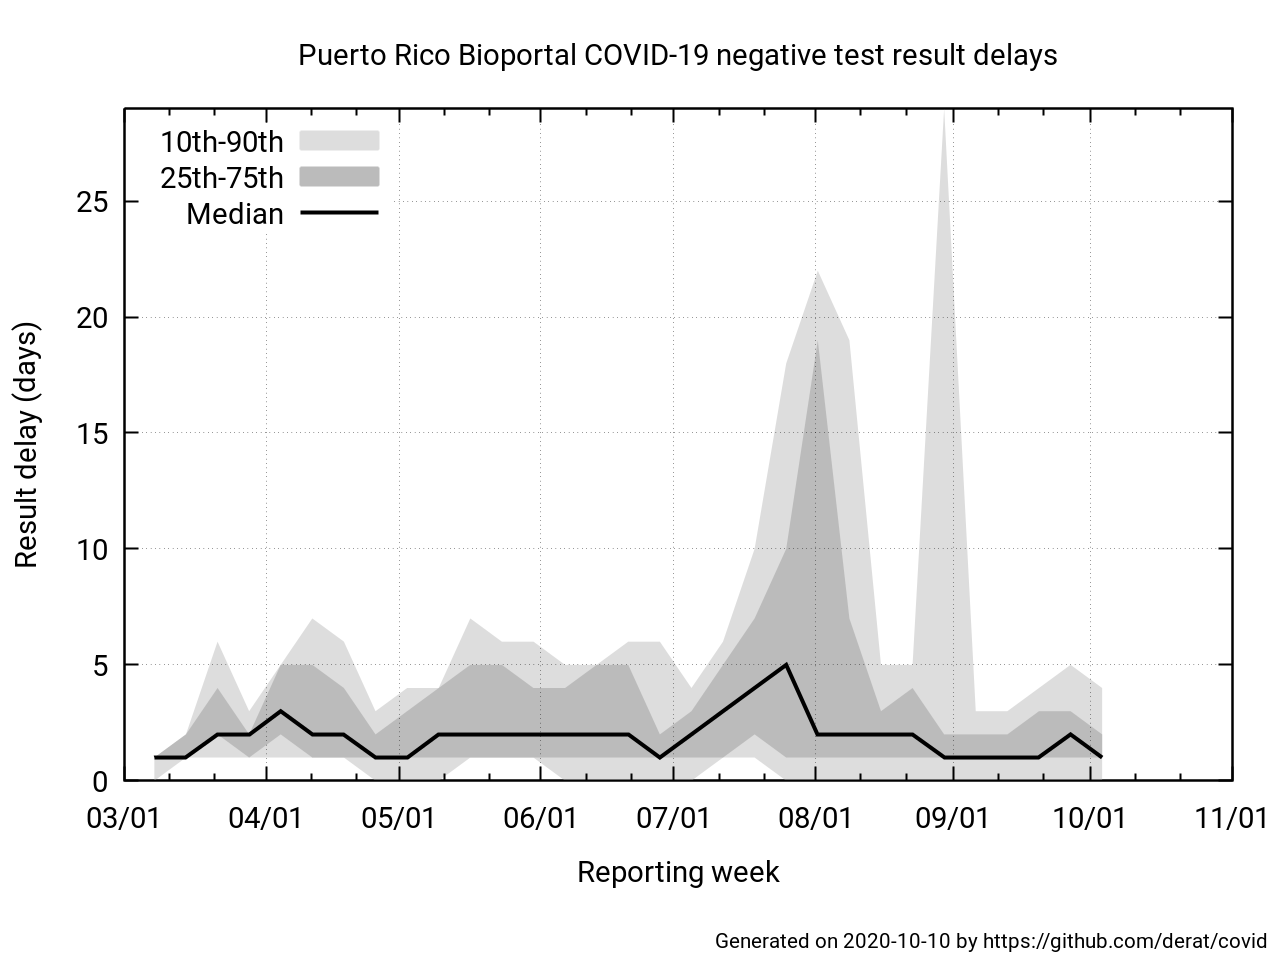 Puerto Rico Bioportal COVID-19 negative test result delays
10th-90th
25th-75th
Median
Result delay (days)
25
20
15
10
5
0
03/01 04/01 05/01 06/01 07/01 08/01 09/01 10/01 11/01
Reporting week
Generated on 2020-10-10 by https://github.com/derat/covid